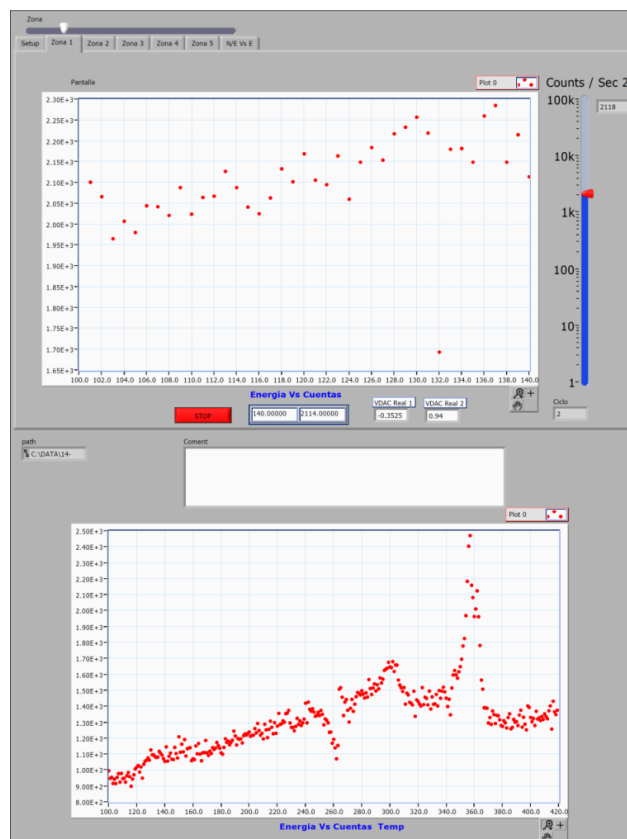 Zona
Setup Zona 1 Zona 2 Zona 3 Zona 4 Zona 5 N/E Vs E
Pantalla
Plot 0
Counts / Sec 2
2.30E+3
2.25E+3
2.20E+3
2.15E+3
2.10E+3
2.05E+3
2.00E+3
1.95E+3
1.90E+3
1.85E+3
1.80E+3
1.75E+3
1.70E+3
1.65E+3
100.0 102.0 104.0 106.0 108.0 110.0 112.0 114.0 116.0 118.0 120.0 122.0 124.0 126.0 128.0 130.0 132.0 134.0 136.0 138.0 140.0
100k
10k
1k
100
10
1
2118
Energia Vs Cuentas
STOP
140.00000 2114.00000
VDAC Real 1 VDAC Real 2
-0.3525 0.94
Ciclo
2
path
C:\DATA\14-
Coment
Plot 0
2.50E+3
2.40E+3
2.30E+3
2.20E+3
2.10E+3
2.00E+3
1.90E+3
1.80E+3
1.70E+3
1.60E+3
1.50E+3
1.40E+3
1.30E+3
1.20E+3
1.10E+3
1.00E+3
9.00E+2
8.00E+2
100.0 120.0 140.0 160.0 180.0 200.0 220.0 240.0 260.0 280.0 300.0 320.0 340.0 360.0 380.0 400.0 420.0
Energia Vs Cuentas Temp